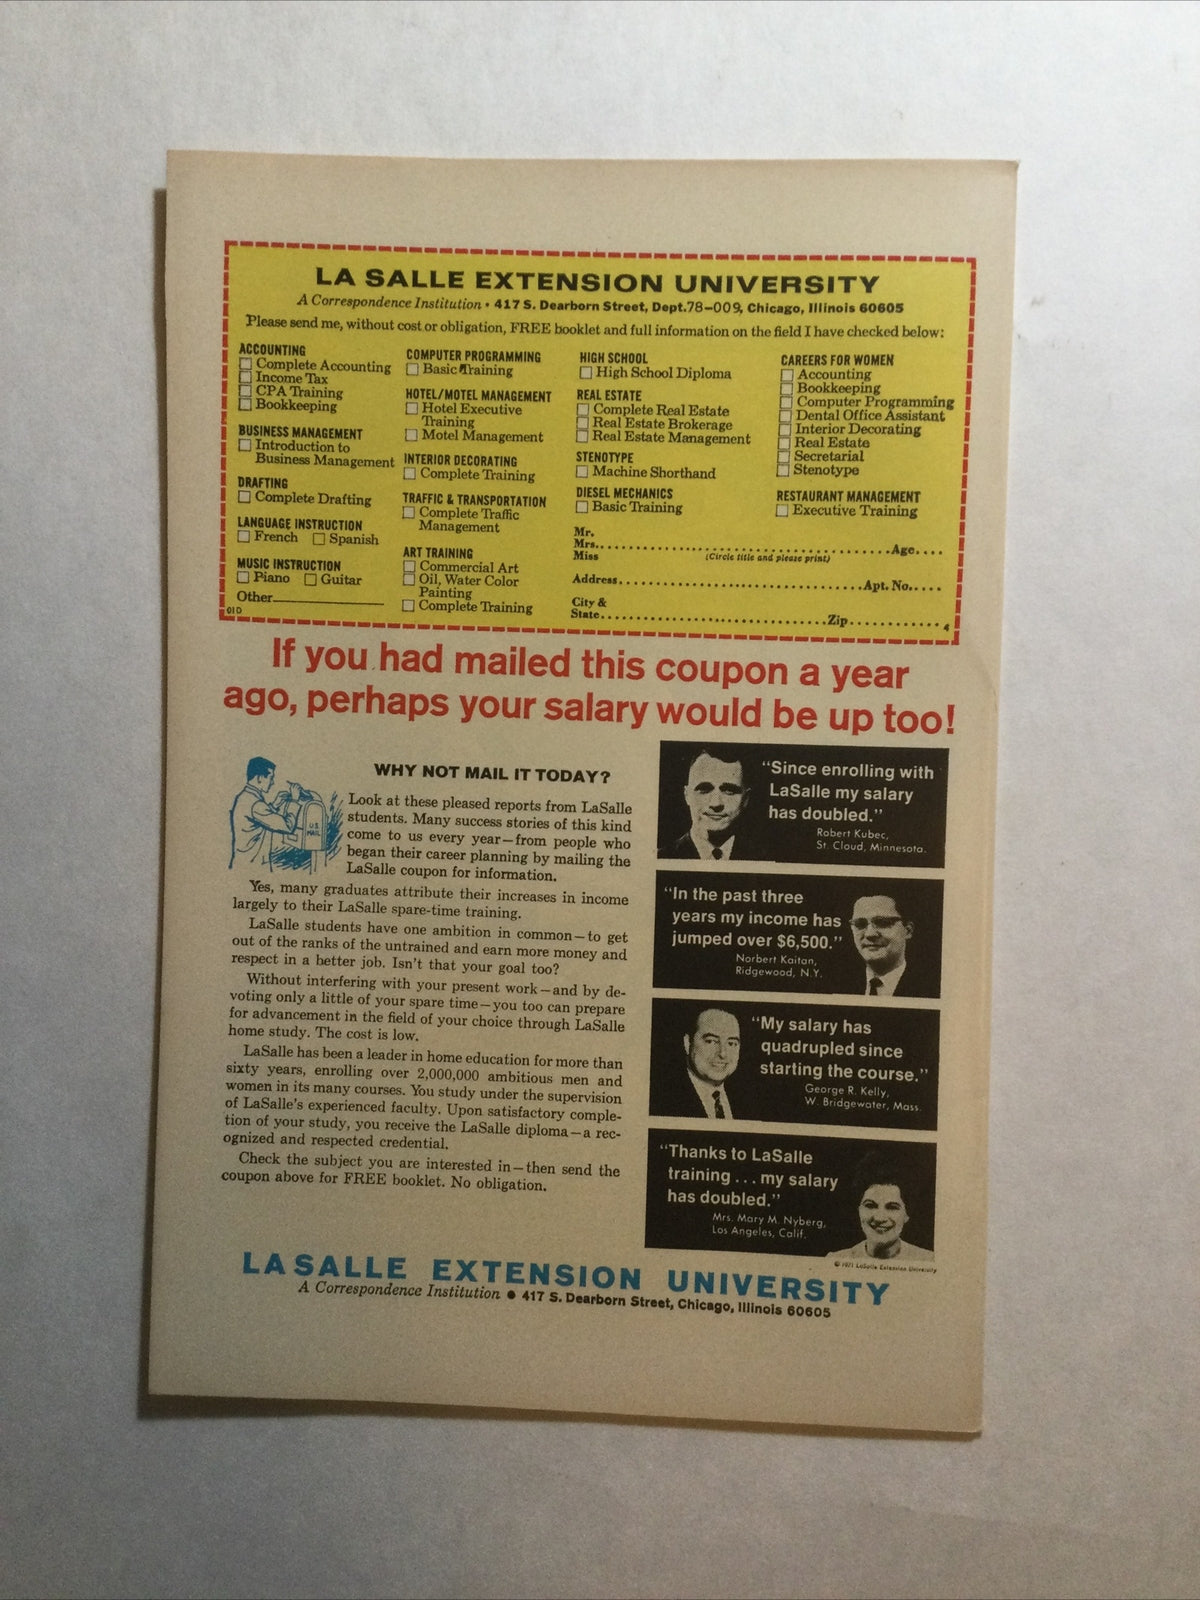 LA SALLE EXTENSION UNIVERSITY
A Correspondence Institution • 417 S. Dearborn Street, Dept.78-009, Chicago, Illinois 60605
Please send me, without cost or obligation, FREE booklet and full information on the field I have checked below:
ACCOUNTING
Complete Accounting
Income Tax
CPA Training
Bookkeeping
BUSINESS MANAGEMENT
Introduction to
Business Management
DRAFTING
Complete Drafting
LANGUAGE INSTRUCTION
French Spanish
MUSIC INSTRUCTION
Piano Guitar
Other
01D
COMPUTER PROGRAMMING
Basic Training
HOTEL/MOTEL MANAGEMENT
Hotel Executive
Training
Motel Management
INTERIOR DECORATING
Complete Training
TRAFFIC & TRANSPORTATION
Complete Traffic
Management
ART TRAINING
Commercial Art
Oil, Water Color
Painting
Complete Training
HIGH SCHOOL
High School Diploma
REAL ESTATE
Complete Real Estate
Real Estate Brokerage
Real Estate Management
STENOTYPE
Machine Shorthand
DIESEL MECHANICS
Basic Training
CAREERS FOR WOMEN
Accounting
Bookkeeping
Computer Programming
Dental Office Assistant
Interior Decorating
Real Estate
Secretarial
Stenotype
RESTAURANT MANAGEMENT
Executive Training
Mr.
Mrs. Age
Miss (Circle title and please print)
Address Apt. No.
City &
State Zip
4
If you had mailed this coupon a year
ago, perhaps your salary would be up too!
WHY NOT MAIL IT TODAY?
U.S.
MAIL
Look at these pleased reports from LaSalle
students. Many success stories of this kind
come to us every year—from people who
began their career planning by mailing the
LaSalle coupon for information.
Yes, many graduates attribute their increases in income
largely to their LaSalle spare-time training.
LaSalle students have one ambition in common—to get
out of the ranks of the untrained and earn more money and
respect in a better job. Isn't that your goal too?
Without interfering with your present work—and by de-
voting only a little of your spare time—you too can prepare
for advancement in the field of your choice through LaSalle
home study. The cost is low.
LaSalle has been a leader in home education for more than
sixty years, enrolling over 2,000,000 ambitious men and
women in its many courses. You study under the supervision
of LaSalle's experienced faculty. Upon satisfactory comple-
tion of your study, you receive the LaSalle diploma—a rec-
ognized and respected credential.
Check the subject you are interested in—then send the
coupon above for FREE booklet. No obligation.
"Since enrolling with
LaSalle my salary
has doubled."
Robert Kubec,
St. Cloud, Minnesota.
"In the past three
years my income has
jumped over $6,500."
Norbert Kaitan,
Ridgewood, N.Y.
"My salary has
quadrupled since
starting the course."
George R. Kelly,
W. Bridgewater, Mass.
"Thanks to LaSalle
training . . . my salary
has doubled."
Mrs. Mary M. Nyberg,
Los Angeles, Calif.
© 1971 LaSalle Extension University
LA SALLE EXTENSION UNIVERSITY
A Correspondence Institution • 417 S. Dearborn Street, Chicago, Illinois 60605